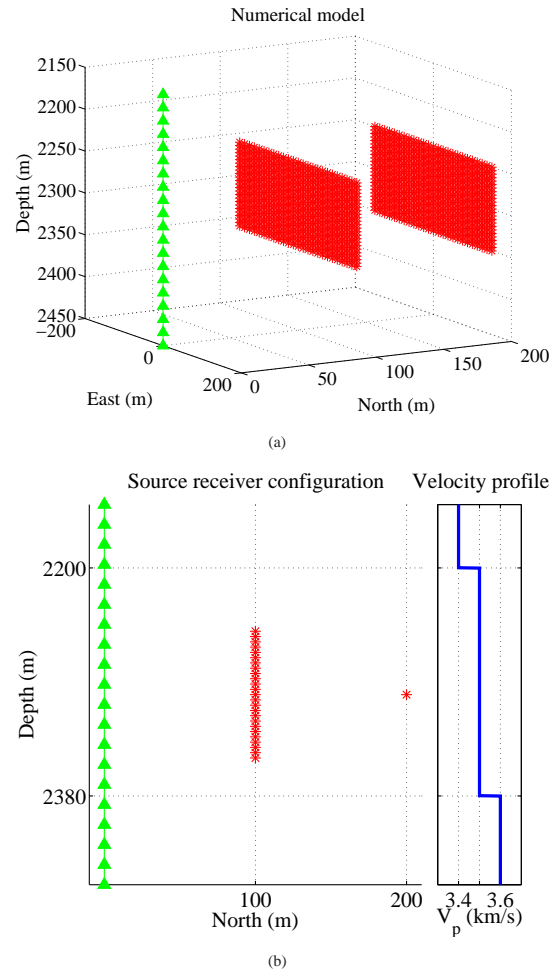 Numerical model
2150
2200
2250
2300
2350
2400
2450
Depth (m)
−200
0
200
East (m)
0
50
100
150
200
North (m)
(a)
Source receiver configuration
Velocity profile
2200
2380
Depth (m)
100
200
North (m)
3.4
3.6
V_p (km/s)
(b)